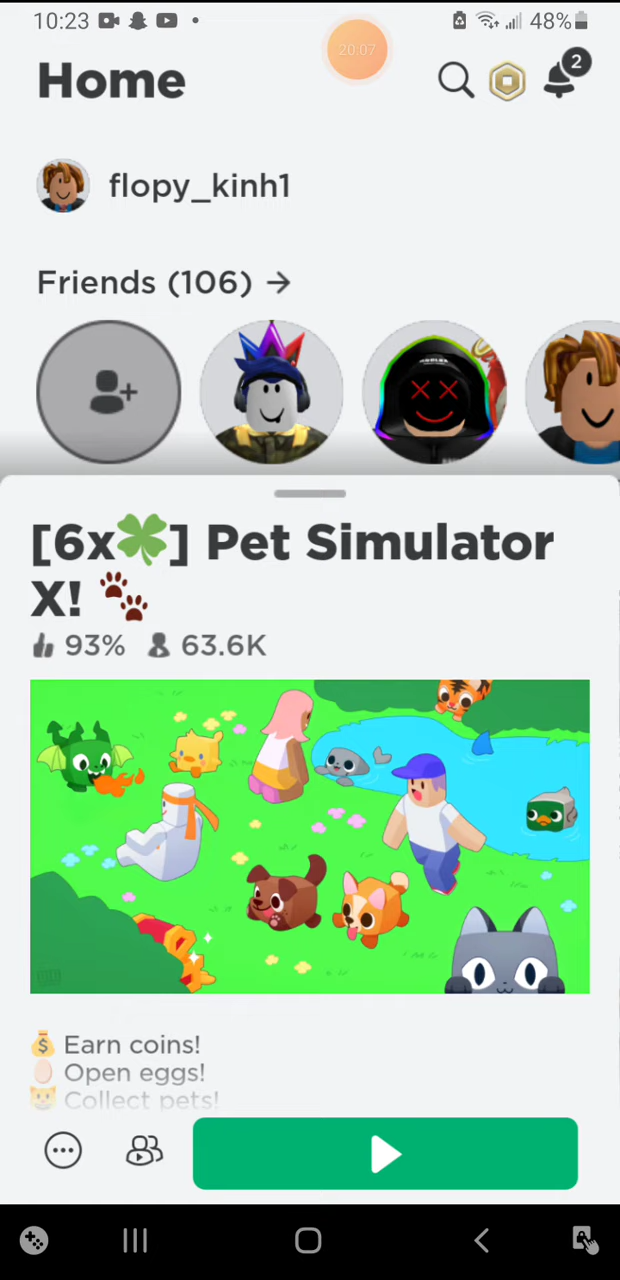 10:23
48%
20:07
Home
2
flopy_kinh1
Friends (106) →
[6x🍀] Pet Simulator
X! 🐾
93% 63.6K
💰 Earn coins!
🥚 Open eggs!
😺 Collect pets!